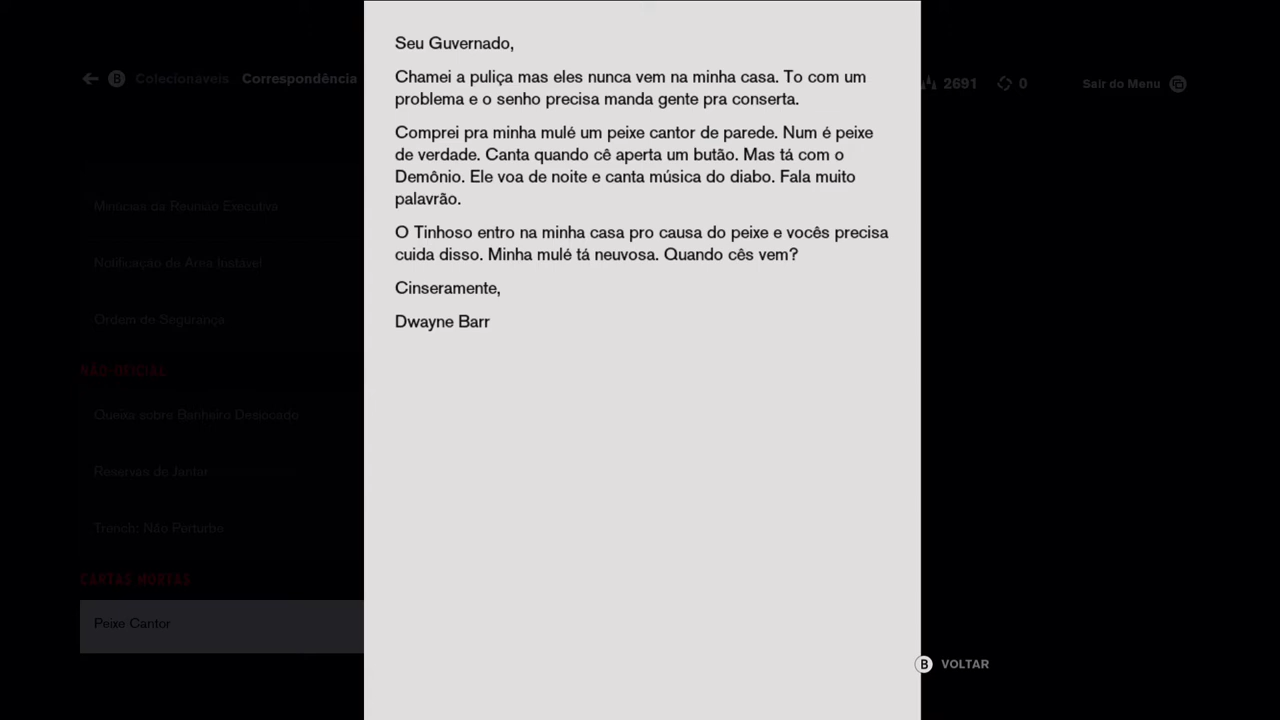 Seu Guvernado,
Colecionáveis Correspondência
2691 0
Sair do Menu
Chamei a puliça mas eles nunca vem na minha casa. To com um
problema e o senho precisa manda gente pra conserta.
Comprei pra minha mulé um peixe cantor de parede. Num é peixe
de verdade. Canta quando cê aperta um butão. Mas tá com o
Demônio. Ele voa de noite e canta música do diabo. Fala muito
palavrão.
O Tinhoso entro na minha casa pro causa do peixe e vocês precisa
cuida disso. Minha mulé tá neuvosa. Quando cês vem?
Cinseramente,
Dwayne Barr
Minúcias da Reunião Executiva
Notificação de Área Instável
Ordem de Segurança
NÃO OFICIAL
Queixa sobre Banheiro Deslocado
Reservas de Jantar
Trench: Não Perturbe
CARTAS MORTAS
Peixe Cantor
B VOLTAR